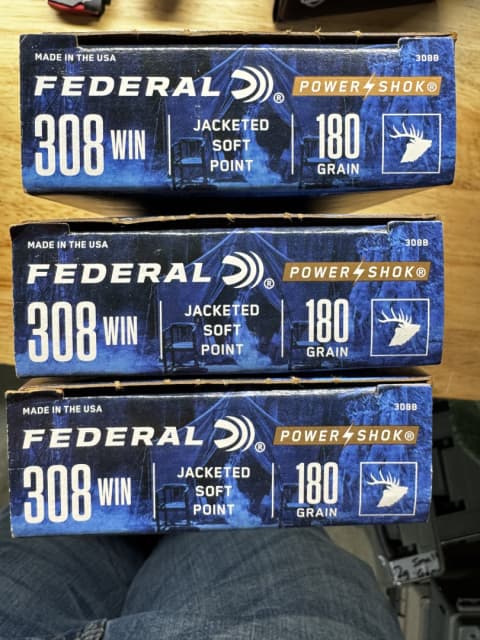 MADE IN THE USA 308B
FEDERAL® POWER SHOK®
308 WIN
JACKETED
SOFT
POINT
180
GRAIN
MADE IN THE USA 308B
FEDERAL® POWER SHOK®
308 WIN
JACKETED
SOFT
POINT
180
GRAIN
MADE IN THE USA 308B
FEDERAL® POWER SHOK®
308 WIN
JACKETED
SOFT
POINT
180
GRAIN